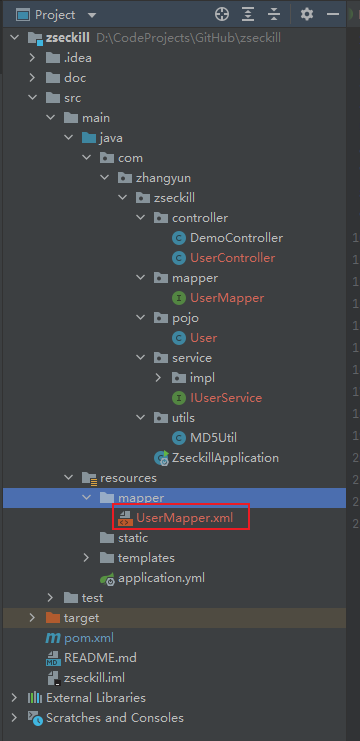 Project
zseckill D:\CodeProjects\GitHub\zseckill
.idea
doc
src
main
java
com
zhangyun
zseckill
controller
DemoController
UserController
mapper
UserMapper
pojo
User
service
impl
IUserService
utils
MD5Util
ZseckillApplication
resources
mapper
UserMapper.xml
static
templates
application.yml
test
target
pom.xml
README.md
zseckill.iml
External Libraries
Scratches and Consoles